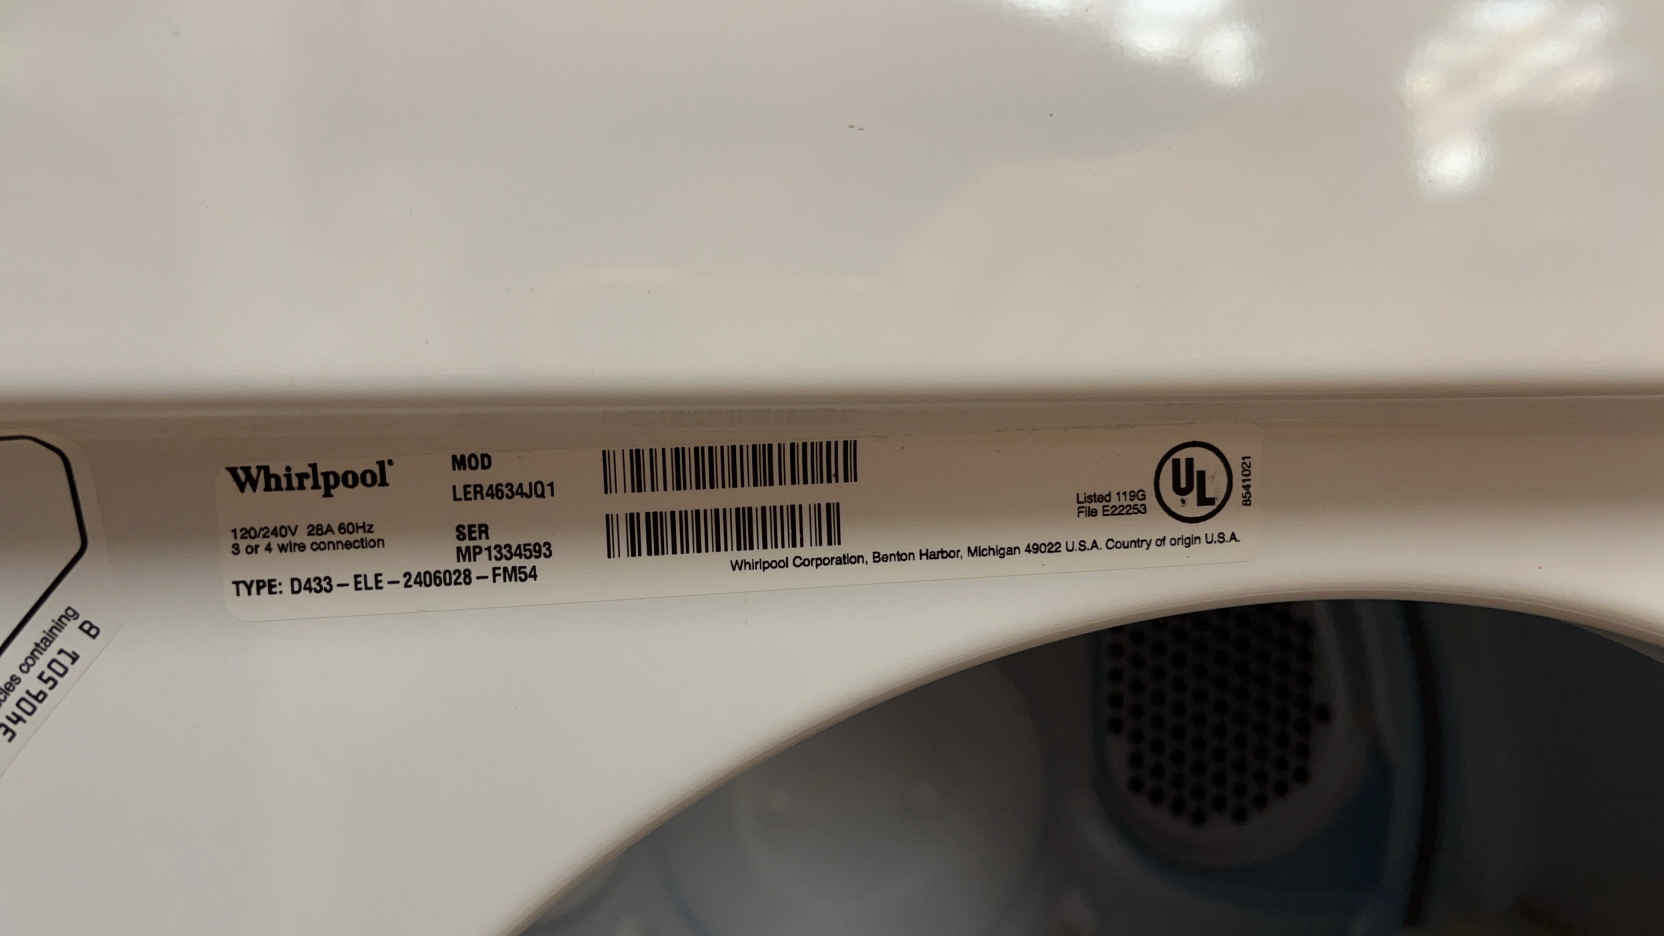 Whirlpool
120/240V 28A 60Hz
3 or 4 wire connection
MOD
LER4634JQ1
SER
MP1334593
TYPE: D433-ELE-2406028-FM54
Listed 119G
File E22253
UL
8541021
Whirlpool Corporation, Benton Harbor, Michigan 49022 U.S.A. Country of origin U.S.A.
containing
3406501 B